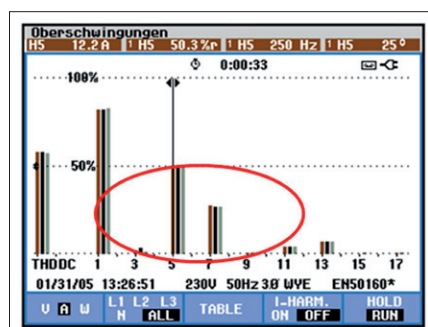 Oberschwingungen
H5 12.2 A 1 H5 50.3 %r 1 H5 250 Hz 1 H5 25°
0:00:33
100%
50%
THDDC 1 3 5 7 9 11 13 15 17
01/31/05 13:26:51 230V 50Hz 3Ø WYE EN50160*
V A W L1 L2 L3 TABLE I-HARM. HOLD
N ALL ON OFF RUN